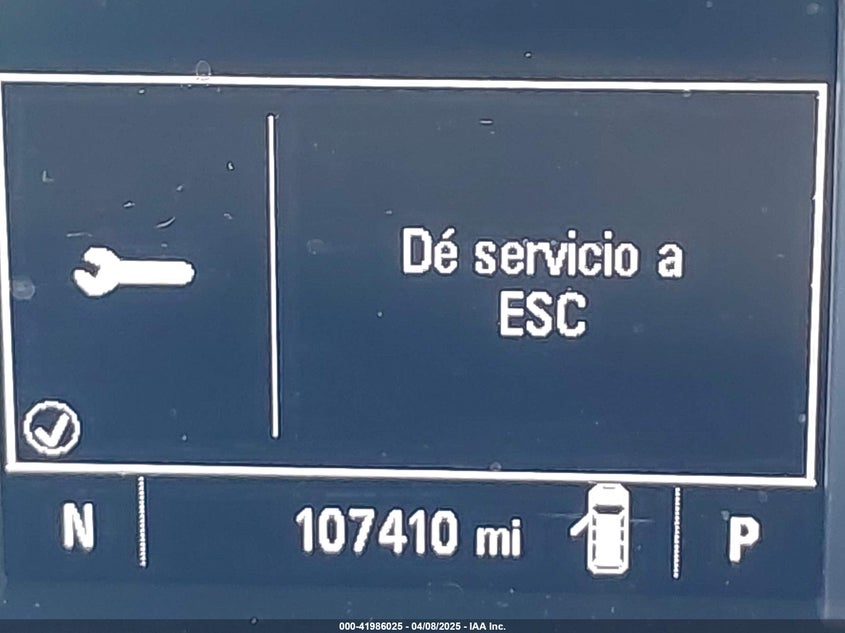 Dé servicio a
ESC
N 107410 mi P
000-41986025 - 04/08/2025 - IAA Inc.